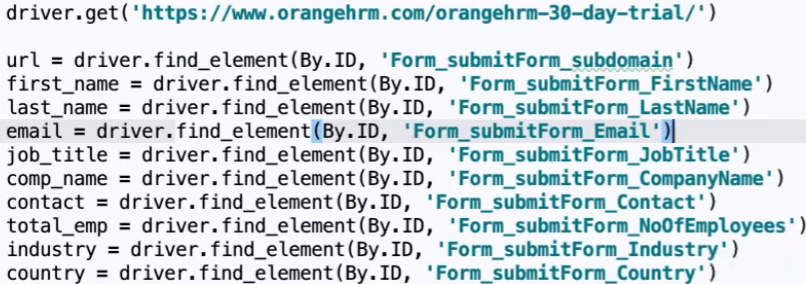 driver.get('https://www.orangehrm.com/orangehrm-30-day-trial/')
url = driver.find_element(By.ID, 'Form_submitForm_subdomain')
first_name = driver.find_element(By.ID, 'Form_submitForm_FirstName')
last_name = driver.find_element(By.ID, 'Form_submitForm_LastName')
email = driver.find_element(By.ID, 'Form_submitForm_Email')
job_title = driver.find_element(By.ID, 'Form_submitForm_JobTitle')
comp_name = driver.find_element(By.ID, 'Form_submitForm_CompanyName')
contact = driver.find_element(By.ID, 'Form_submitForm_Contact')
total_emp = driver.find_element(By.ID, 'Form_submitForm_NoOfEmployees')
industry = driver.find_element(By.ID, 'Form_submitForm_Industry')
country = driver.find_element(By.ID, 'Form_submitForm_Country')